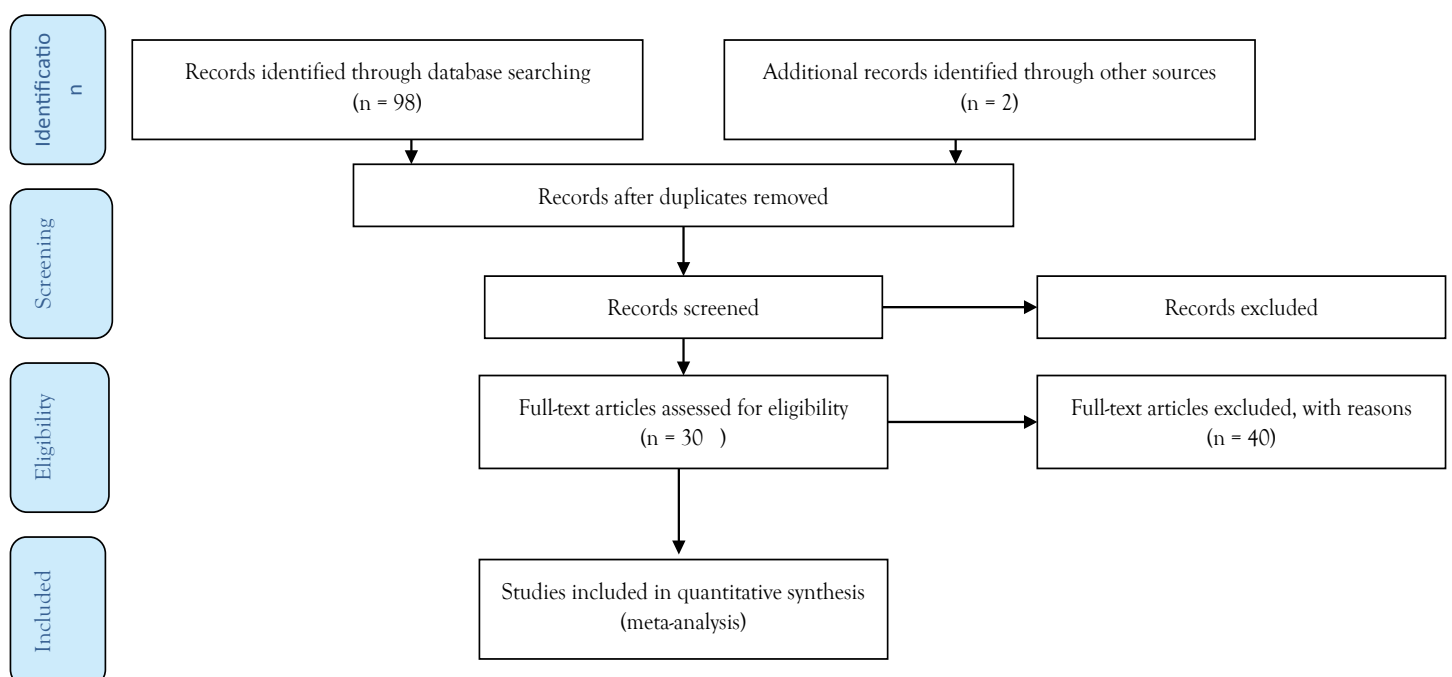 Identificatio
n
Records identified through database searching
(n = 98)
Additional records identified through other sources
(n = 2)
Records after duplicates removed
Screening
Records screened
Records excluded
Eligibility
Full-text articles assessed for eligibility
(n = 30   )
Full-text articles excluded, with reasons
(n = 40)
Included
Studies included in quantitative synthesis
(meta-analysis)